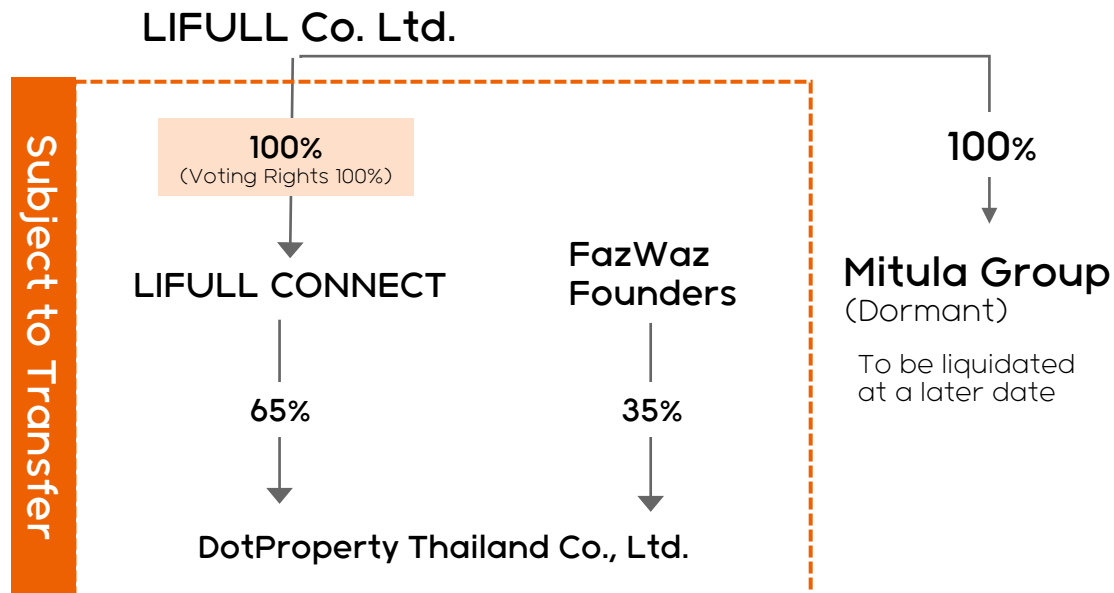 LIFULL Co. Ltd.
Subject to Transfer
100%
(Voting Rights 100%)
100%
LIFULL CONNECT
FazWaz
Founders
Mitula Group
(Dormant)
To be liquidated
at a later date
65%
35%
DotProperty Thailand Co., Ltd.